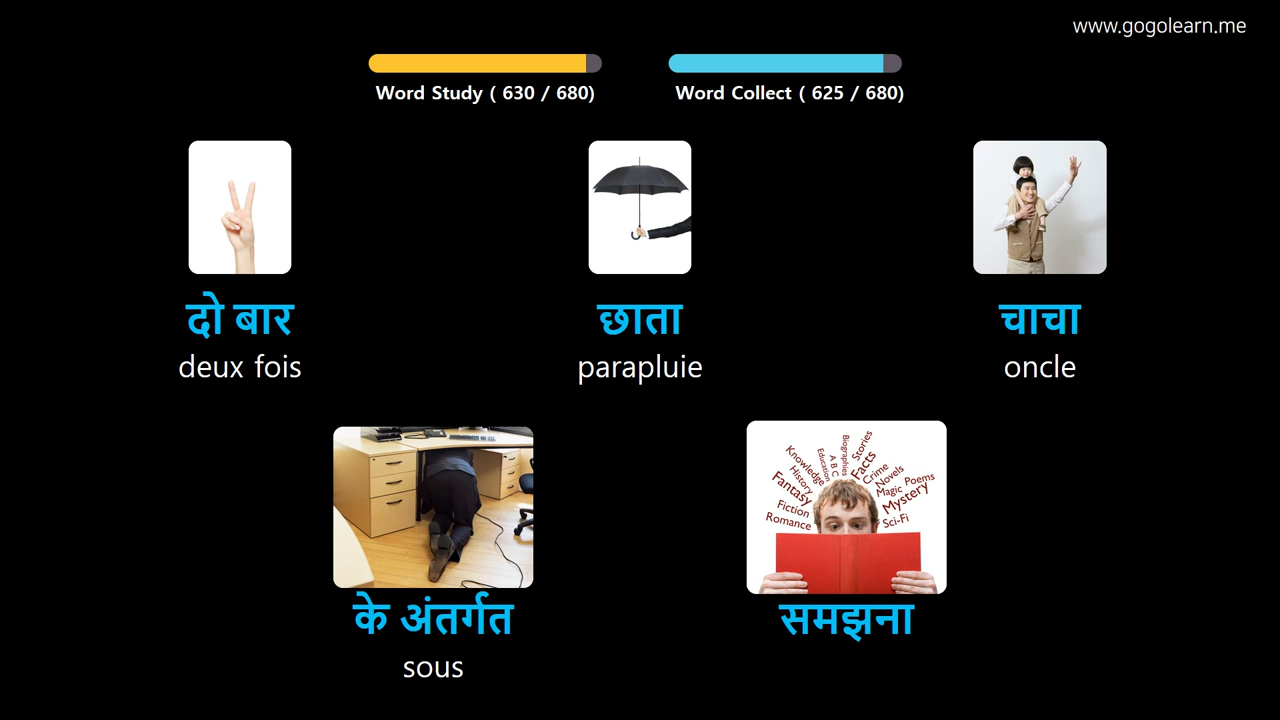 www.gogolearn.me
Word Study ( 630 / 680)
Word Collect ( 625 / 680)
दो बार
deux fois
छाता
parapluie
चाचा
oncle
के अंतर्गत
sous
Knowledge
History
Fantasy
Fiction
Romance
Education
A B C
Biographies
Stories
Facts
Crime
Novels
Magic
Poems
Mystery
Sci-Fi
समझना